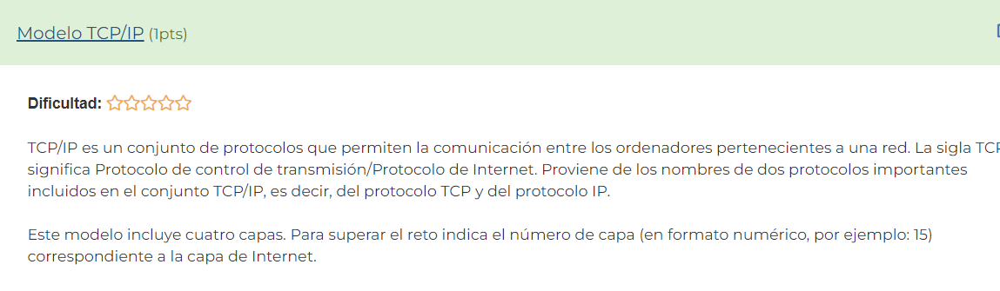 Modelo TCP/IP (1pts)
Dificultad:
TCP/IP es un conjunto de protocolos que permiten la comunicación entre los ordenadores pertenecientes a una red. La sigla
significa Protocolo de control de transmisión/Protocolo de Internet. Proviene de los nombres de dos protocolos importantes
incluidos en el conjunto TCP/IP, es decir, del protocolo TCP y del protocolo IP.
Este modelo incluye cuatro capas. Para superar el reto indica el número de capa (en formato numérico, por ejemplo: 15)
correspondiente a la capa de Internet.